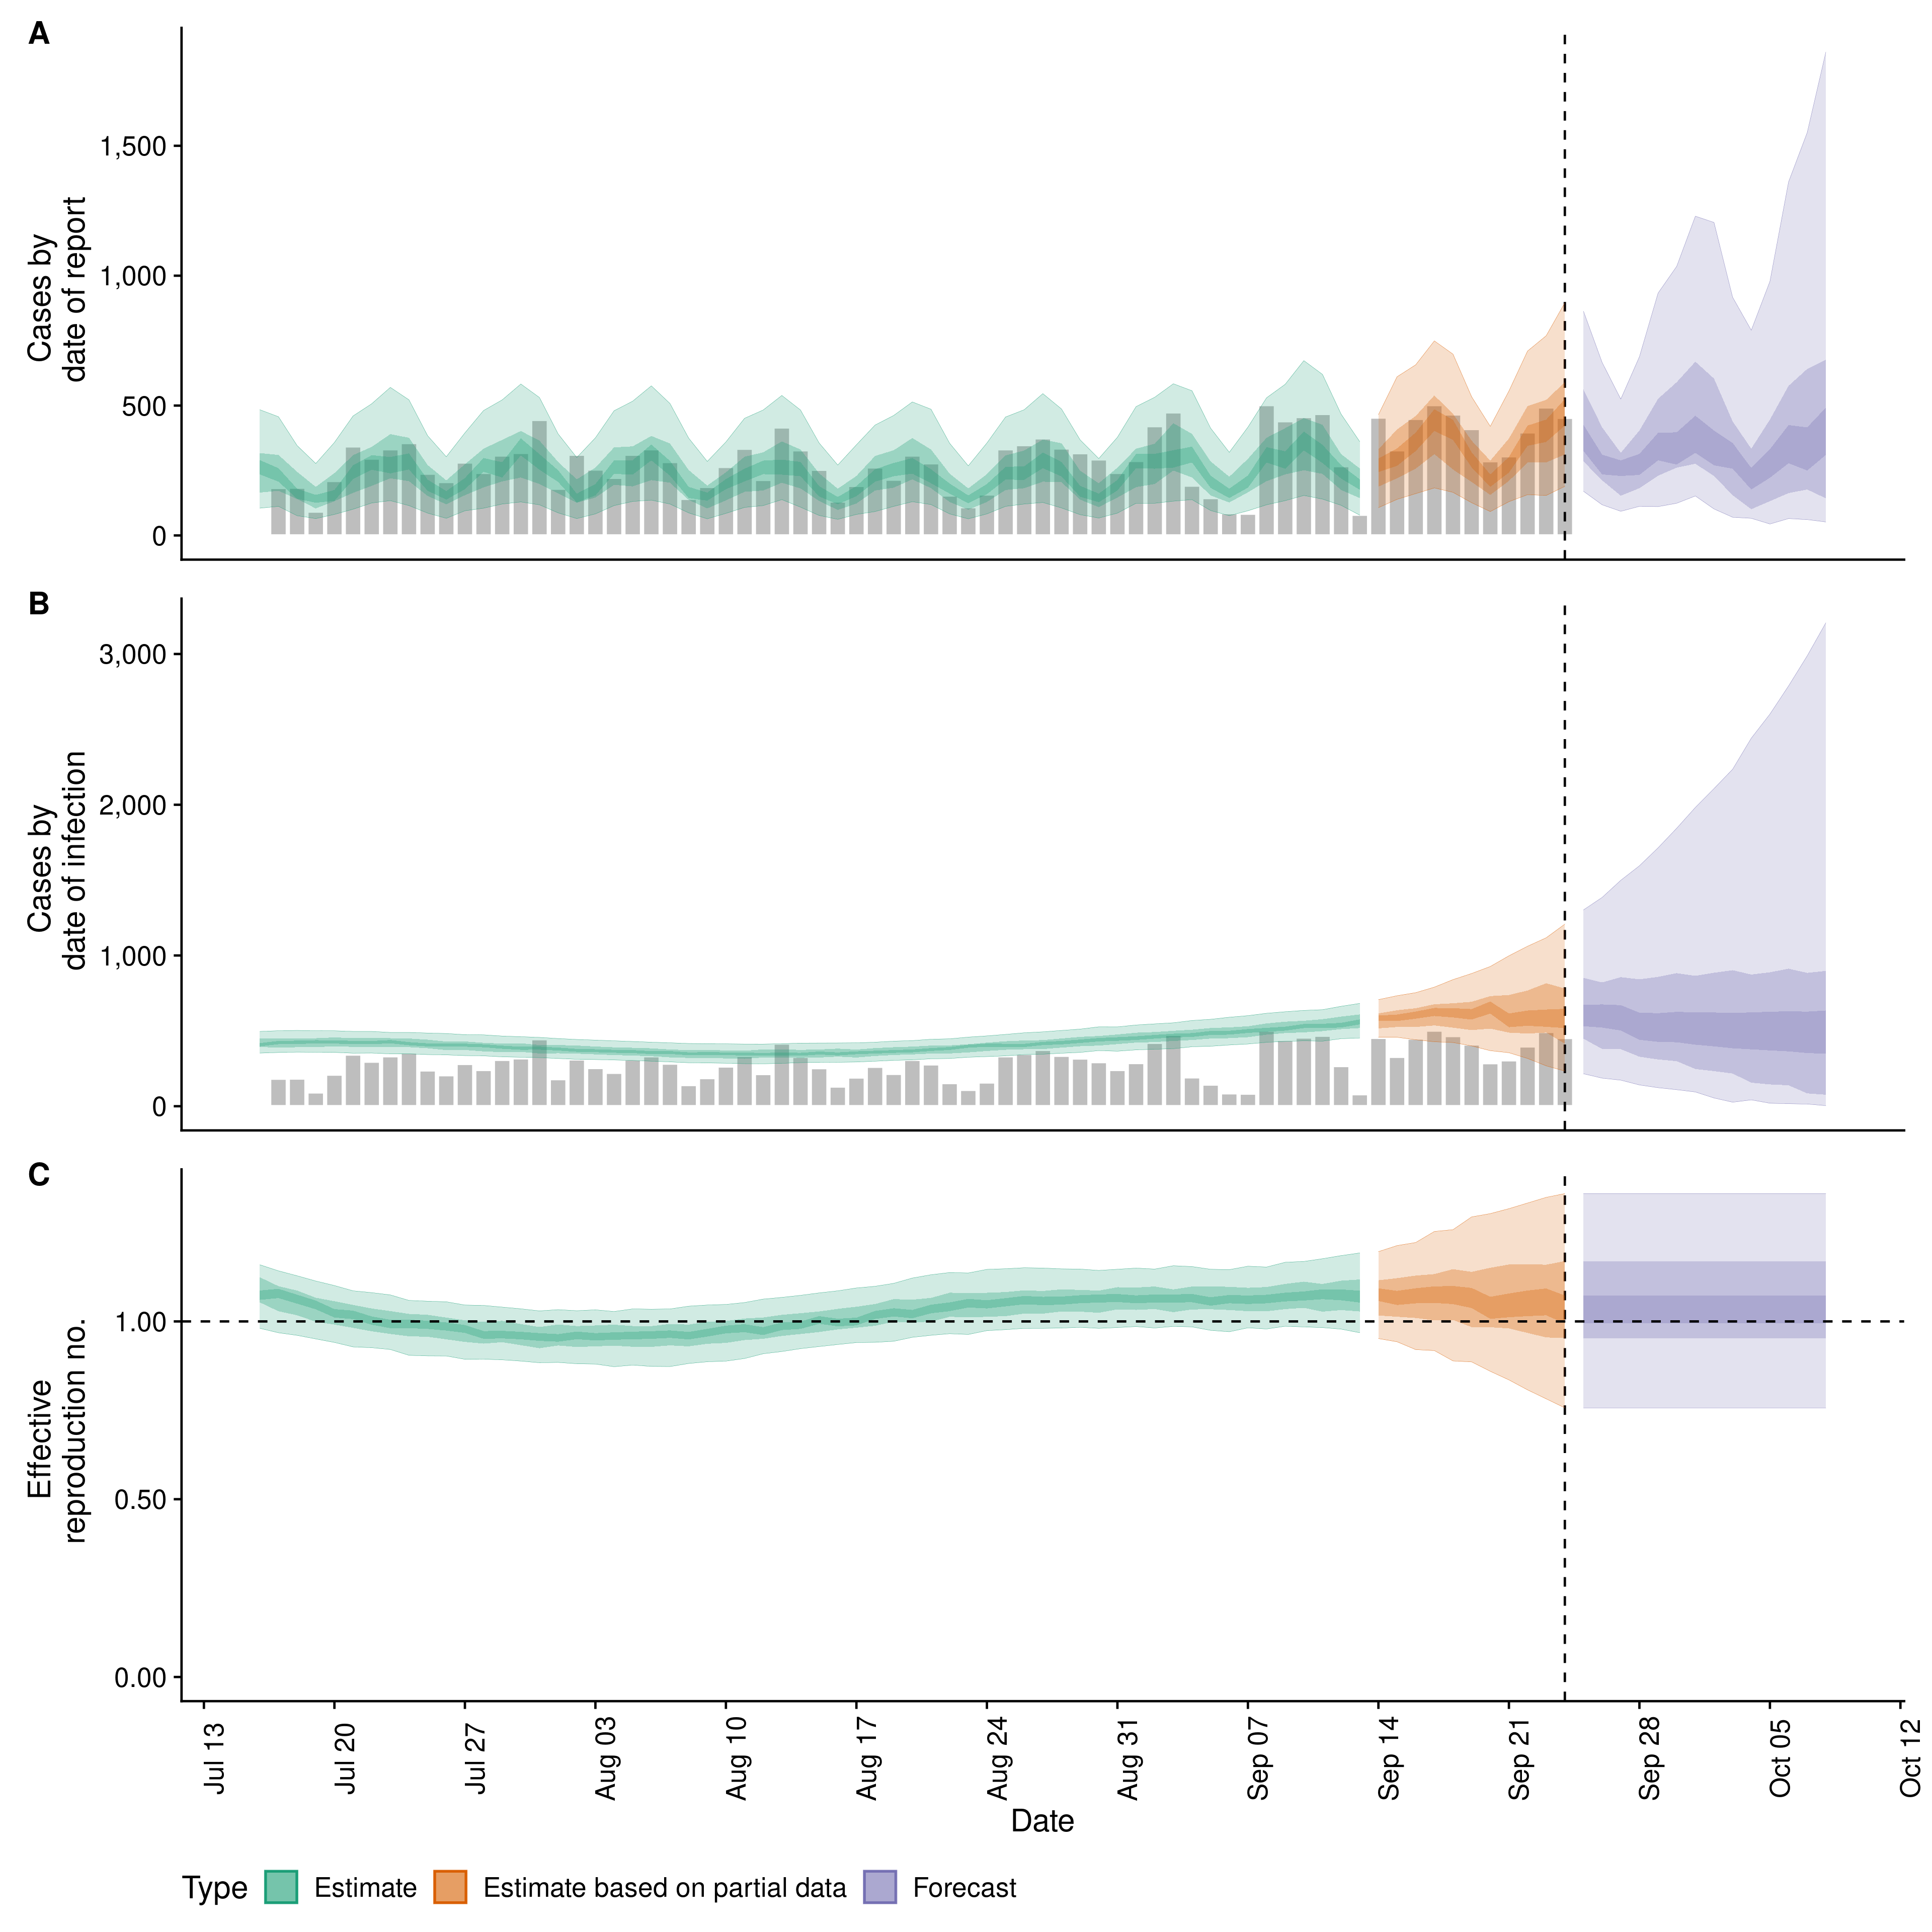 A
Cases by
date of report
1,500
1,000
500
0
B
Cases by
date of infection
3,000
2,000
1,000
0
C
Effective
reproduction no.
1.00
0.50
0.00
Jul 13
Jul 20
Jul 27
Aug 03
Aug 10
Aug 17
Aug 24
Aug 31
Sep 07
Sep 14
Sep 21
Sep 28
Oct 05
Oct 12
Date
Type
Estimate
Estimate based on partial data
Forecast